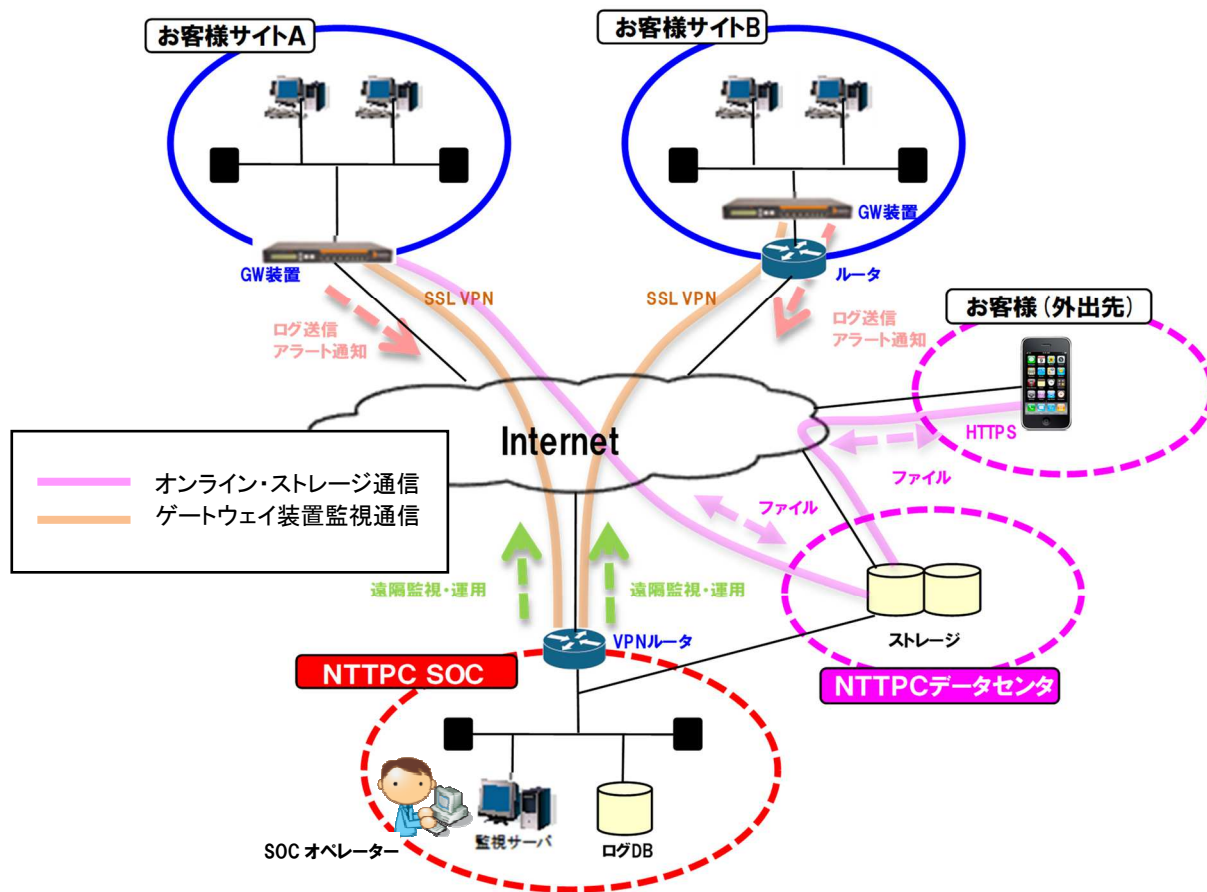 お客様サイトA
お客様サイトB
GW装置
GW装置
ルータ
SSL VPN
SSL VPN
ログ送信
アラート通知
ログ送信
アラート通知
お客様（外出先）
HTTPS
Internet
ファイル
ファイル
オンライン・ストレージ通信
ゲートウェイ装置監視通信
遠隔監視・運用
遠隔監視・運用
VPNルータ
ストレージ
NTTPC SOC
NTTPCデータセンタ
監視サーバ
ログDB
SOC オペレーター